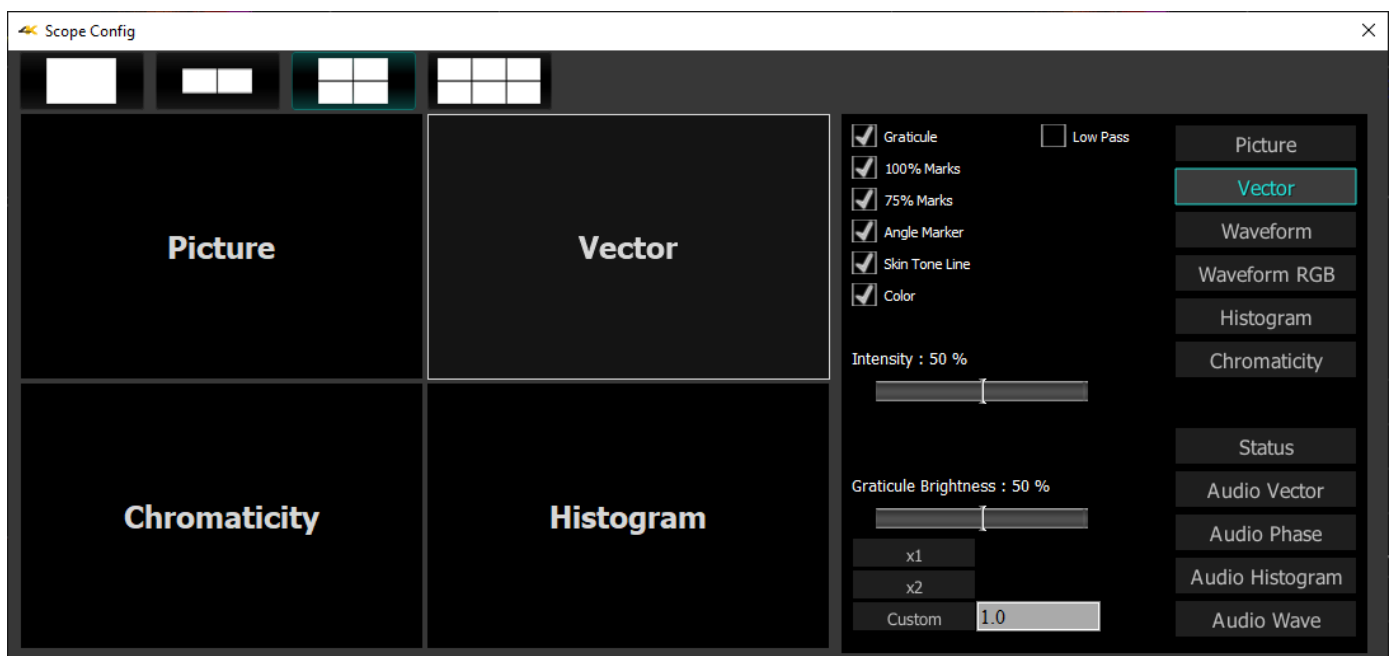 4K Scope Config
Picture
Vector
Chromaticity
Histogram
Graticule
Low Pass
100% Marks
75% Marks
Angle Marker
Skin Tone Line
Color
Intensity : 50 %
Graticule Brightness : 50 %
x1
x2
Custom 1.0
Picture
Vector
Waveform
Waveform RGB
Histogram
Chromaticity
Status
Audio Vector
Audio Phase
Audio Histogram
Audio Wave